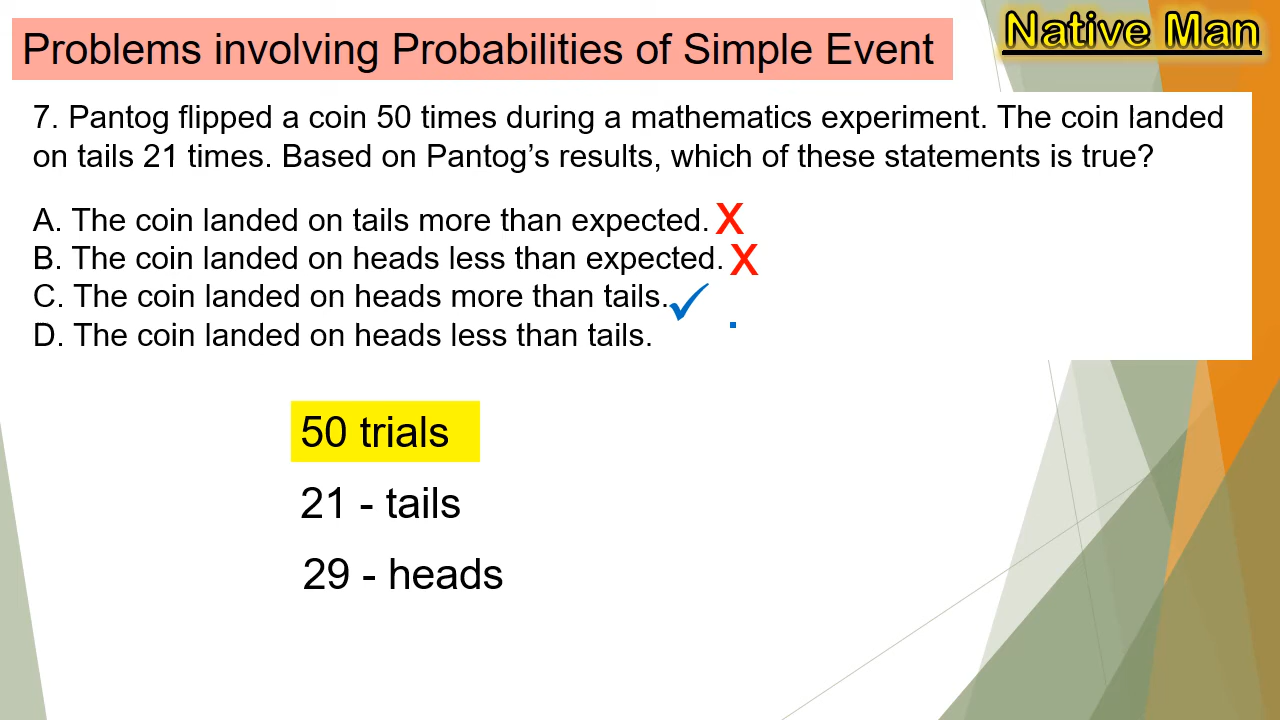 Problems involving Probabilities of Simple Event
Native Man
7. Pantog flipped a coin 50 times during a mathematics experiment. The coin landed
on tails 21 times. Based on Pantog’s results, which of these statements is true?
A. The coin landed on tails more than expected. X
B. The coin landed on heads less than expected. X
C. The coin landed on heads more than tails. ✓
D. The coin landed on heads less than tails.
50 trials
21 - tails
29 - heads